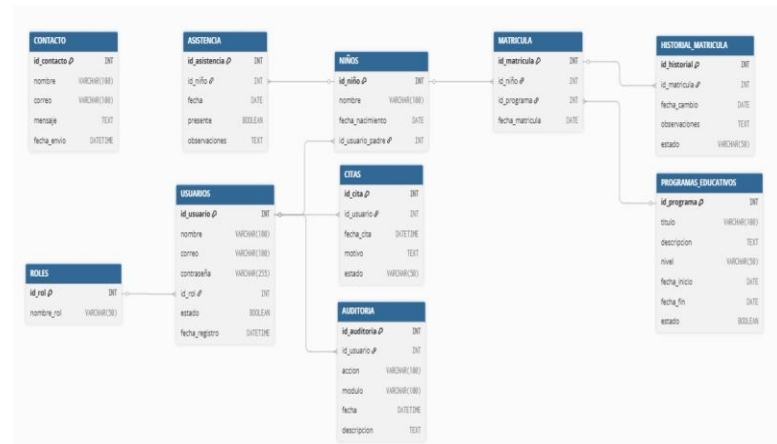 CONTACTO
id_contacto INT
nombre VARCHAR(100)
correo VARCHAR(100)
mensaje TEXT
fecha_envio DATETIME
ASISTENCIA
id_asistencia INT
id_niño INT
fecha DATE
presente BOOLEAN
observaciones TEXT
NIÑOS
id_niño INT
nombre VARCHAR(100)
fecha_nacimiento DATE
id_usuario_padre INT
MATRICULA
id_matricula INT
id_niño INT
id_programa INT
fecha_matricula DATE
HISTORIAL_MATRICULA
id_historial INT
id_matricula INT
fecha_cambio DATE
observaciones TEXT
estado VARCHAR(50)
USUARIOS
id_usuario INT
nombre VARCHAR(100)
correo VARCHAR(100)
contraseña VARCHAR(255)
id_rol INT
estado BOOLEAN
fecha_registro DATETIME
CITAS
id_cita INT
id_usuario INT
fecha_cita DATETIME
motivo TEXT
estado VARCHAR(50)
PROGRAMAS_EDUCATIVOS
id_programa INT
titulo VARCHAR(100)
descripcion TEXT
nivel VARCHAR(50)
fecha_inicio DATE
fecha_fin DATE
estado BOOLEAN
ROLES
id_rol INT
nombre_rol VARCHAR(50)
AUDITORIA
id_auditoria INT
id_usuario INT
accion VARCHAR(100)
modulo VARCHAR(100)
fecha DATETIME
descripcion TEXT